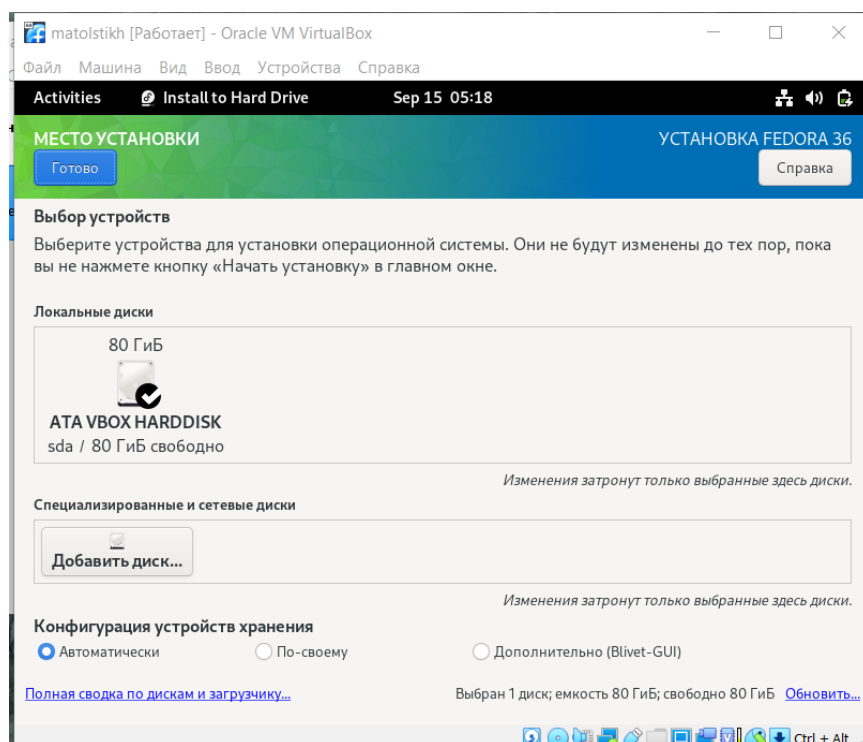 matolstikh [Работает] - Oracle VM VirtualBox
Файл Машина Вид Ввод Устройства Справка
Activities Install to Hard Drive Sep 15 05:18
МЕСТО УСТАНОВКИ УСТАНОВКА FEDORA 36
Готово Справка
Выбор устройств
Выберите устройства для установки операционной системы. Они не будут изменены до тех пор, пока
вы не нажмете кнопку «Начать установку» в главном окне.
Локальные диски
80 ГиБ
ATA VBOX HARDDISK
sda / 80 ГиБ свободно
Изменения затронут только выбранные здесь диски.
Специализированные и сетевые диски
Добавить диск...
Изменения затронут только выбранные здесь диски.
Конфигурация устройств хранения
Автоматически По-своему Дополнительно (Blivet-GUI)
Полная сводка по дискам и загрузчику... Выбран 1 диск; емкость 80 ГиБ; свободно 80 ГиБ Обновить...
Ctrl + Alt